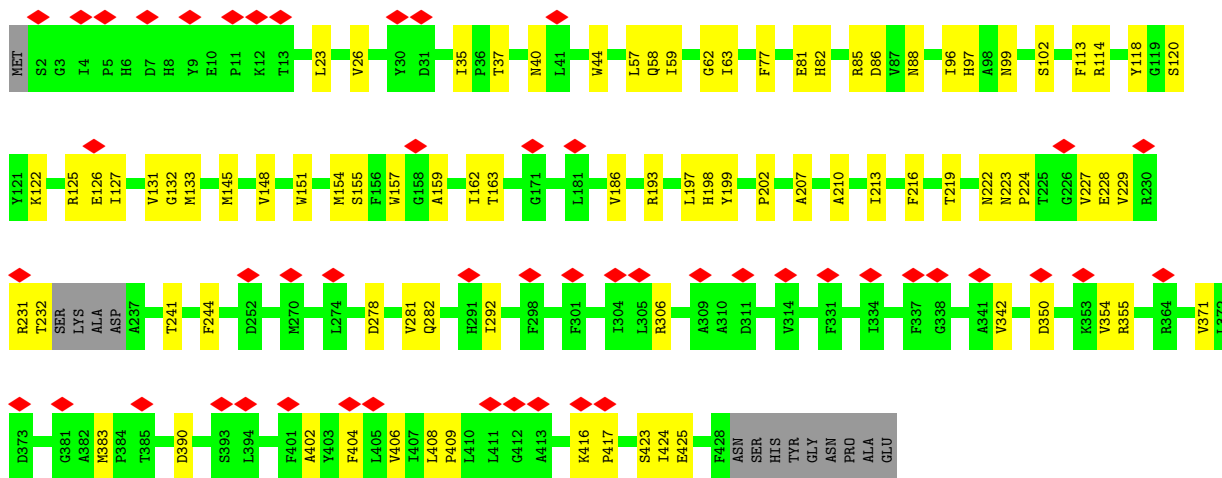 MET S2 G3 I4 P5 H6 D7 H8 Y9 E10 P11 K12 T13 L23 V26 Y30 D31 I35 P36 T37 N40 L41 W44 L57 Q58 I59 G62 I63 F77 E81 H82 R85 D86 V87 N88 I96 H97 A98 N99 S102 F113 R114 Y118 G119 S120
Y121 K122 R125 E126 I127 V131 G132 M133 M145 V148 W151 M154 S155 F156 W157 G158 A159 I162 T163 G171 L181 V186 R193 L197 H198 Y199 P202 A207 A210 I213 F216 T219 N222 N223 P224 T225 G226 V227 E228 V229 R230
R231 T232 SER LYS ALA ASP A237 T241 F244 D252 M270 L274 D278 V281 Q282 H291 I292 F298 F301 I304 L305 R306 A309 A310 D311 V314 F331 I334 F337 G338 A341 V342 D350 K353 V354 R355 R364 V371 L372
D373 G381 A382 M383 P384 T385 D390 S393 L394 F401 A402 Y403 F404 L405 V406 I407 L408 P409 L410 L411 G412 A413 K416 P417 S423 I424 E425 F428 ASN SER HIS TYR GLY ASN PRO ALA GLU